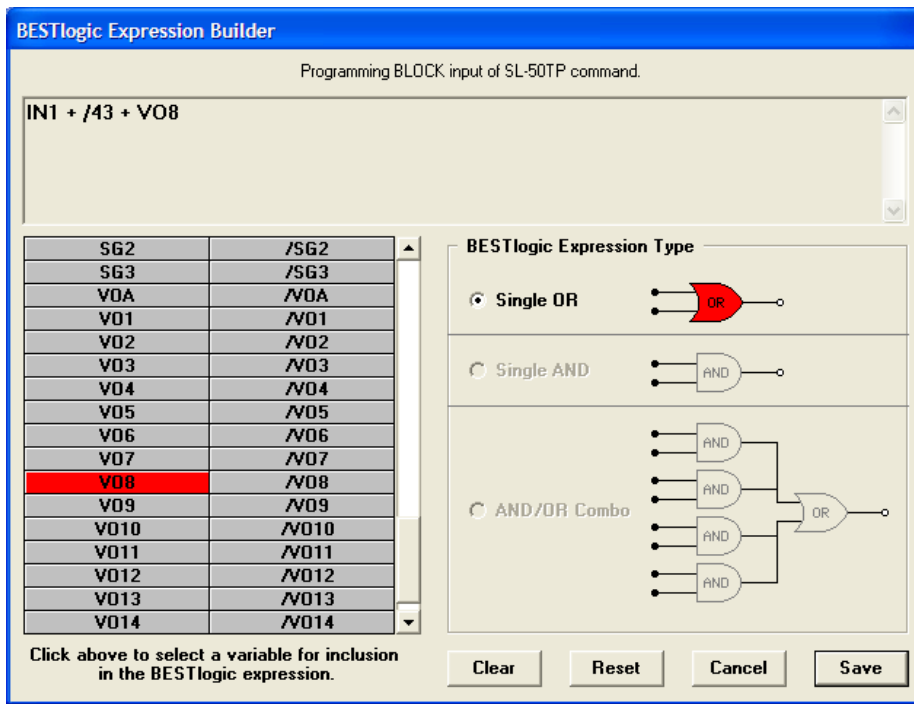 BESTlogic Expression Builder
Programming BLOCK input of SL-50TP command.
IN1 + /43 + VO8
SG2 /SG2
SG3 /SG3
VOA /VOA
VO1 /VO1
VO2 /VO2
VO3 /VO3
VO4 /VO4
VO5 /VO5
VO6 /VO6
VO7 /VO7
VO8 /VO8
VO9 /VO9
VO10 /VO10
VO11 /VO11
VO12 /VO12
VO13 /VO13
VO14 /VO14
Click above to select a variable for inclusion
in the BESTlogic expression.
BESTlogic Expression Type
Single OR OR
Single AND AND
AND
AND
AND/OR Combo OR
AND
AND
Clear Reset Cancel Save